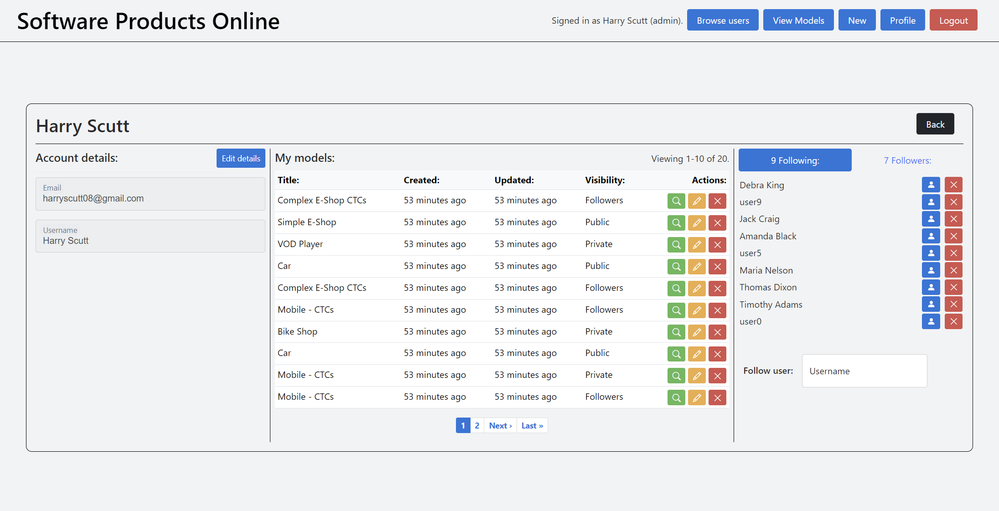 Software Products Online
Signed in as Harry Scutt (admin). Browse users View Models New Profile Logout
Harry Scutt
Back
Account details: Edit details
Email
harryscutt08@gmail.com
Username
Harry Scutt
My models: Viewing 1-10 of 20.
Title: Created: Updated: Visibility: Actions:
Complex E-Shop CTCs 53 minutes ago 53 minutes ago Followers
Simple E-Shop 53 minutes ago 53 minutes ago Public
VOD Player 53 minutes ago 53 minutes ago Private
Car 53 minutes ago 53 minutes ago Public
Complex E-Shop CTCs 53 minutes ago 53 minutes ago Followers
Mobile - CTCs 53 minutes ago 53 minutes ago Followers
Bike Shop 53 minutes ago 53 minutes ago Private
Car 53 minutes ago 53 minutes ago Public
Mobile - CTCs 53 minutes ago 53 minutes ago Private
Mobile - CTCs 53 minutes ago 53 minutes ago Followers
1 2 Next › Last »
9 Following: 7 Followers:
Debra King
user9
Jack Craig
Amanda Black
user5
Maria Nelson
Thomas Dixon
Timothy Adams
user0
Follow user: Username